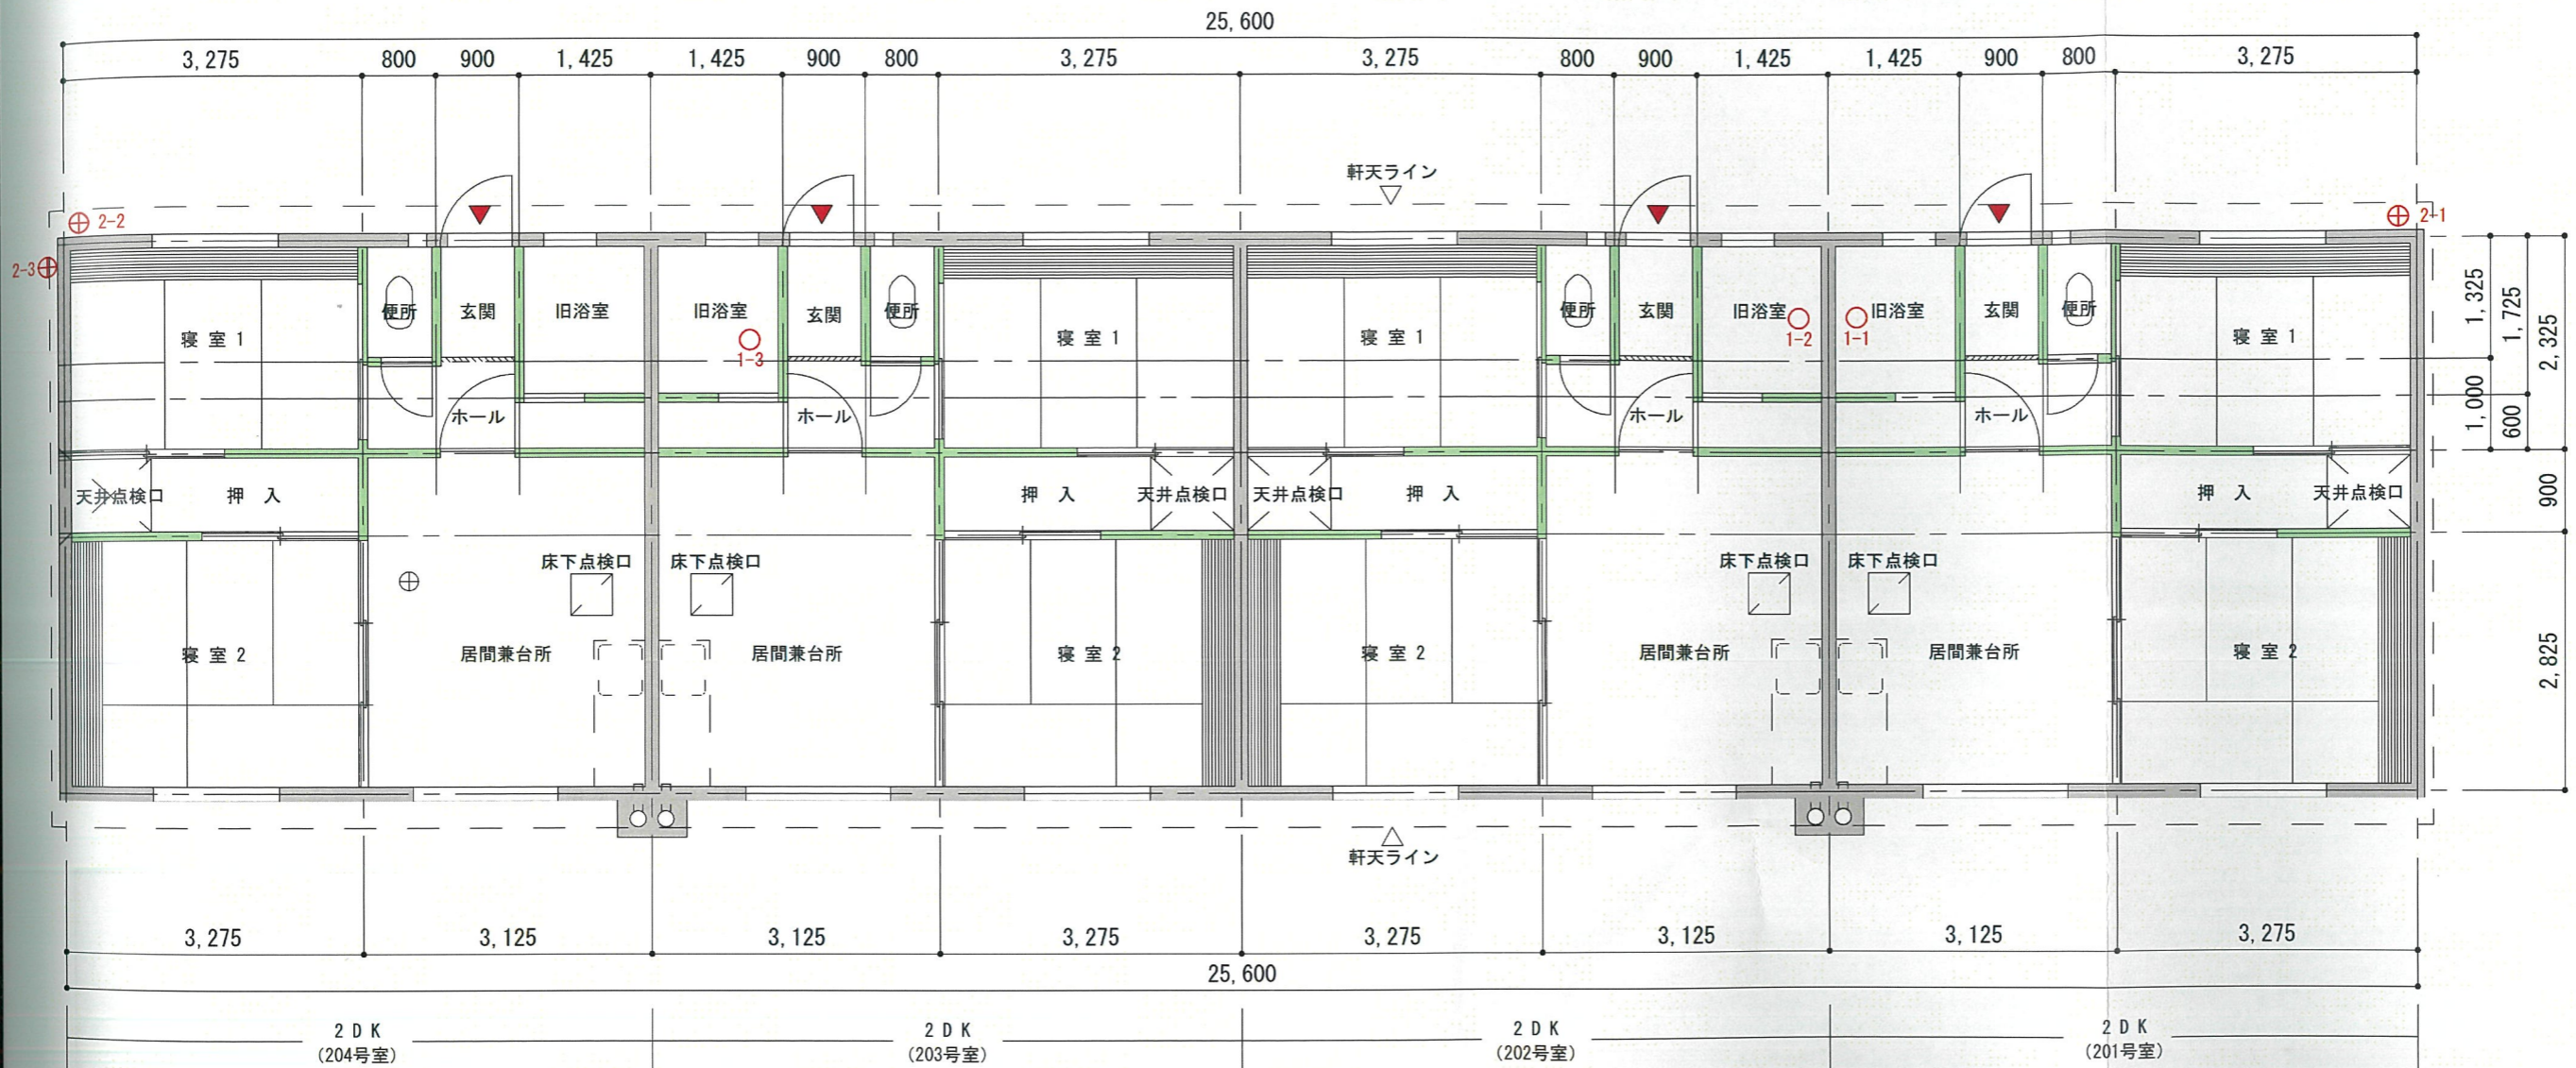 25,600
3,275 800 900 1,425 1,425 900 800 3,275 3,275 800 900 1,425 1,425 900 800 3,275
軒天ライン
2-2 2-1
2-3
便所 玄関 旧浴室 旧浴室 玄関 便所 便所 玄関 旧浴室 旧浴室 玄関 便所
寝室1 寝室1 寝室1 寝室1
1-3 1-2 1-1
1,325 1,725 2,325
ホール ホール ホール ホール
1,000 600
天井点検口 押入 押入 天井点検口 天井点検口 押入 押入 天井点検口
900
床下点検口 床下点検口 床下点検口 床下点検口
寝室2 居間兼台所 居間兼台所 寝室2 寝室2 居間兼台所 居間兼台所 寝室2
2,825
軒天ライン
3,275 3,125 3,125 3,275 3,275 3,125 3,125 3,275
25,600
2DK 2DK 2DK 2DK
(204号室) (203号室) (202号室) (201号室)